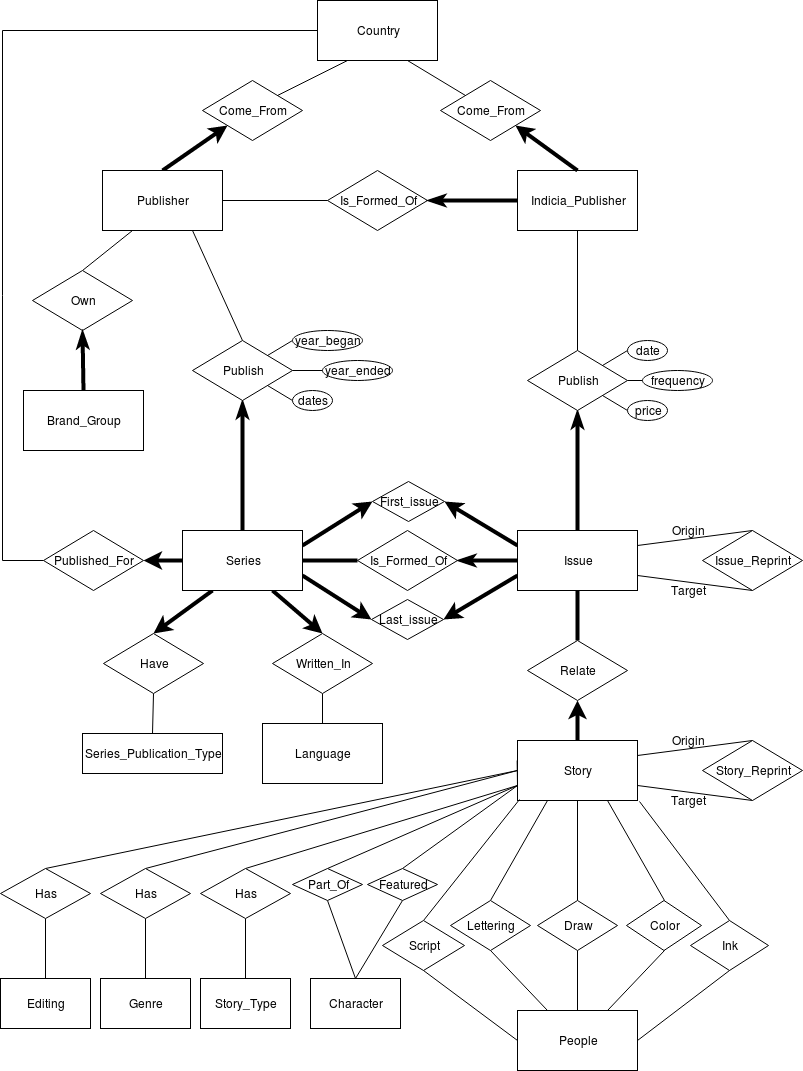 Country
Come_From
Come_From
Publisher
Is_Formed_Of
Indicia_Publisher
Own
year_began
date
Publish
year_ended
Publish
frequency
dates
price
Brand_Group
First_issue
Origin
Published_For
Series
Is_Formed_Of
Issue
Issue_Reprint
Target
Last_issue
Have
Written_In
Relate
Series_Publication_Type
Language
Origin
Story
Story_Reprint
Target
Has
Has
Has
Part_Of
Featured
Script
Lettering
Draw
Color
Ink
Editing
Genre
Story_Type
Character
People